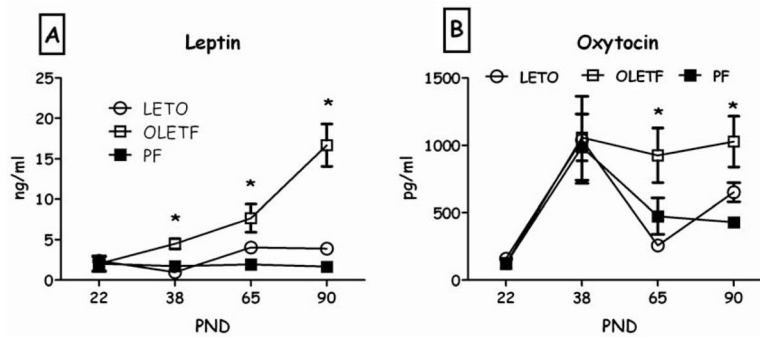 A
Leptin
25
20
15
10
5
0
ng/ml
LETO
OLETF
PF
*
*
*
22 38 65 90
PND
B
Oxytocin
LETO OLETF PF
1500
1000
500
0
pg/ml
* *
22 38 65 90
PND